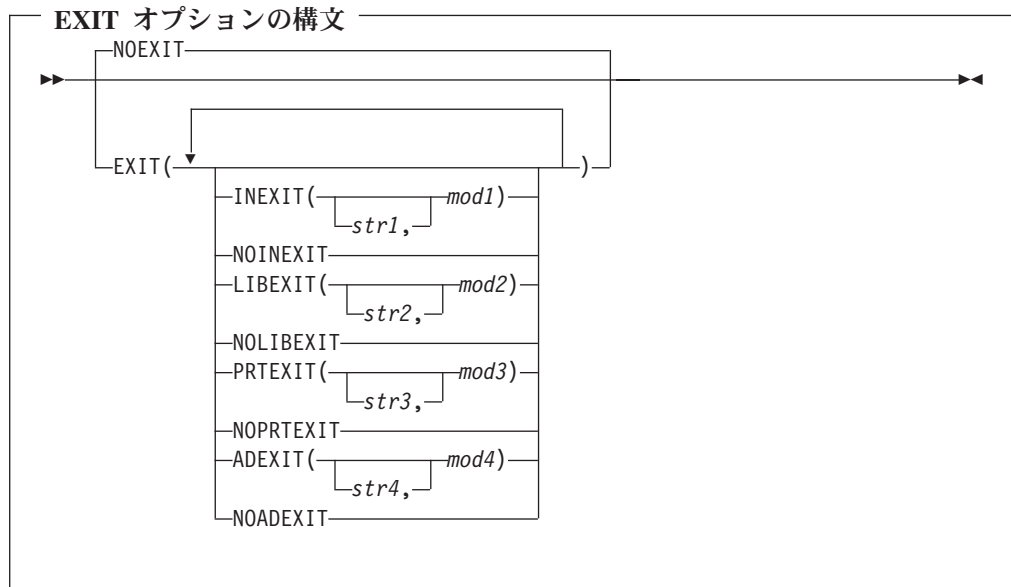 EXIT オプションの構文
NOEXIT
EXIT( )
INEXIT( mod1)
str1,
NOINEXIT
LIBEXIT( mod2)
str2,
NOLIBEXIT
PRTEXIT( mod3)
str3,
NOPRTEXIT
ADEXIT( mod4)
str4,
NOADEXIT